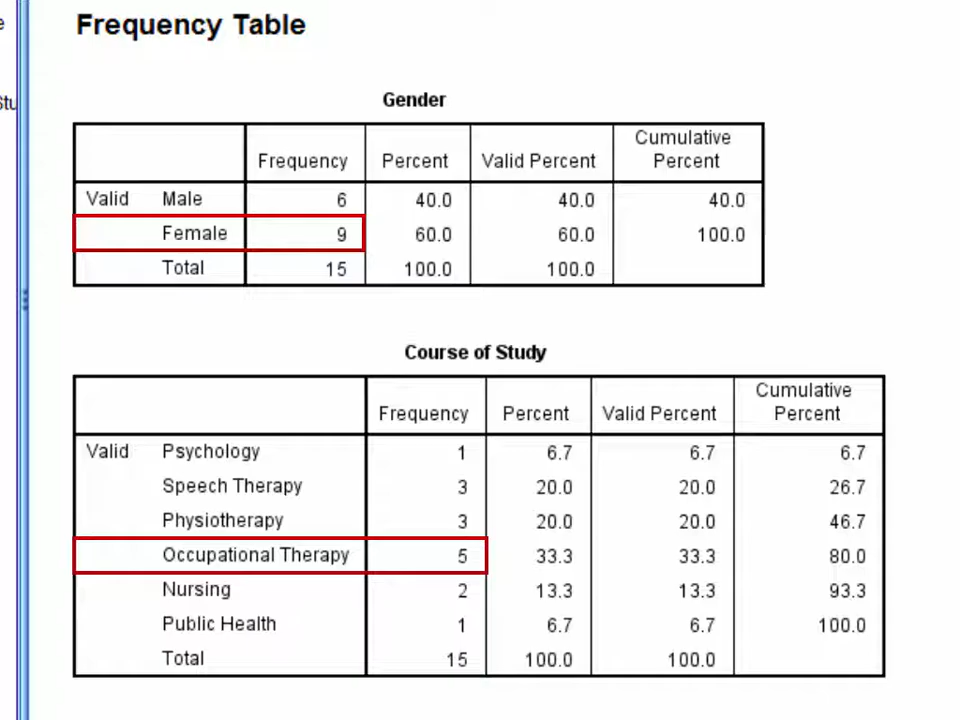 Frequency Table
Stu
Gender
Frequency Percent Valid Percent Cumulative Percent
Valid Male 6 40.0 40.0 40.0
Female 9 60.0 60.0 100.0
Total 15 100.0 100.0
Course of Study
Frequency Percent Valid Percent Cumulative Percent
Valid Psychology 1 6.7 6.7 6.7
Speech Therapy 3 20.0 20.0 26.7
Physiotherapy 3 20.0 20.0 46.7
Occupational Therapy 5 33.3 33.3 80.0
Nursing 2 13.3 13.3 93.3
Public Health 1 6.7 6.7 100.0
Total 15 100.0 100.0